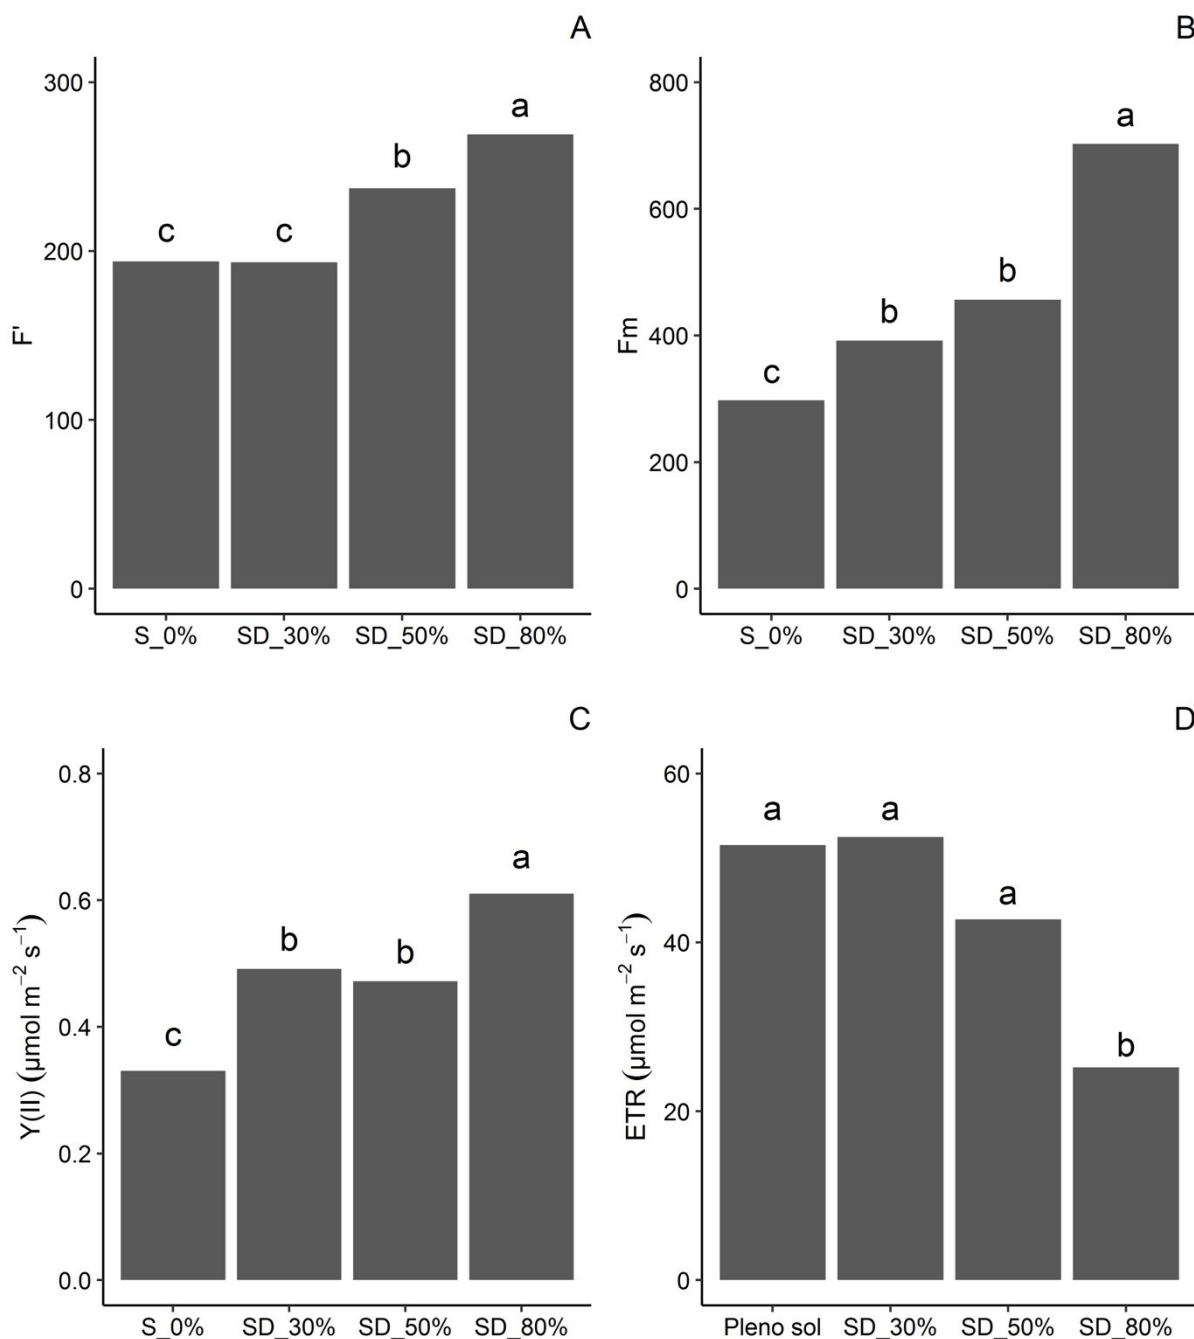 A
300
200
100
0
F'
c
c
b
a
S_0%
SD_30%
SD_50%
SD_80%
B
800
600
400
200
0
Fm
c
b
b
a
S_0%
SD_30%
SD_50%
SD_80%
C
0.8
0.6
0.4
0.2
0.0
Y(II) (µmol m⁻² s⁻¹)
c
b
b
a
S_0%
SD_30%
SD_50%
SD_80%
D
60
40
20
0
ETR (µmol m⁻² s⁻¹)
a
a
a
b
Pleno sol
SD_30%
SD_50%
SD_80%